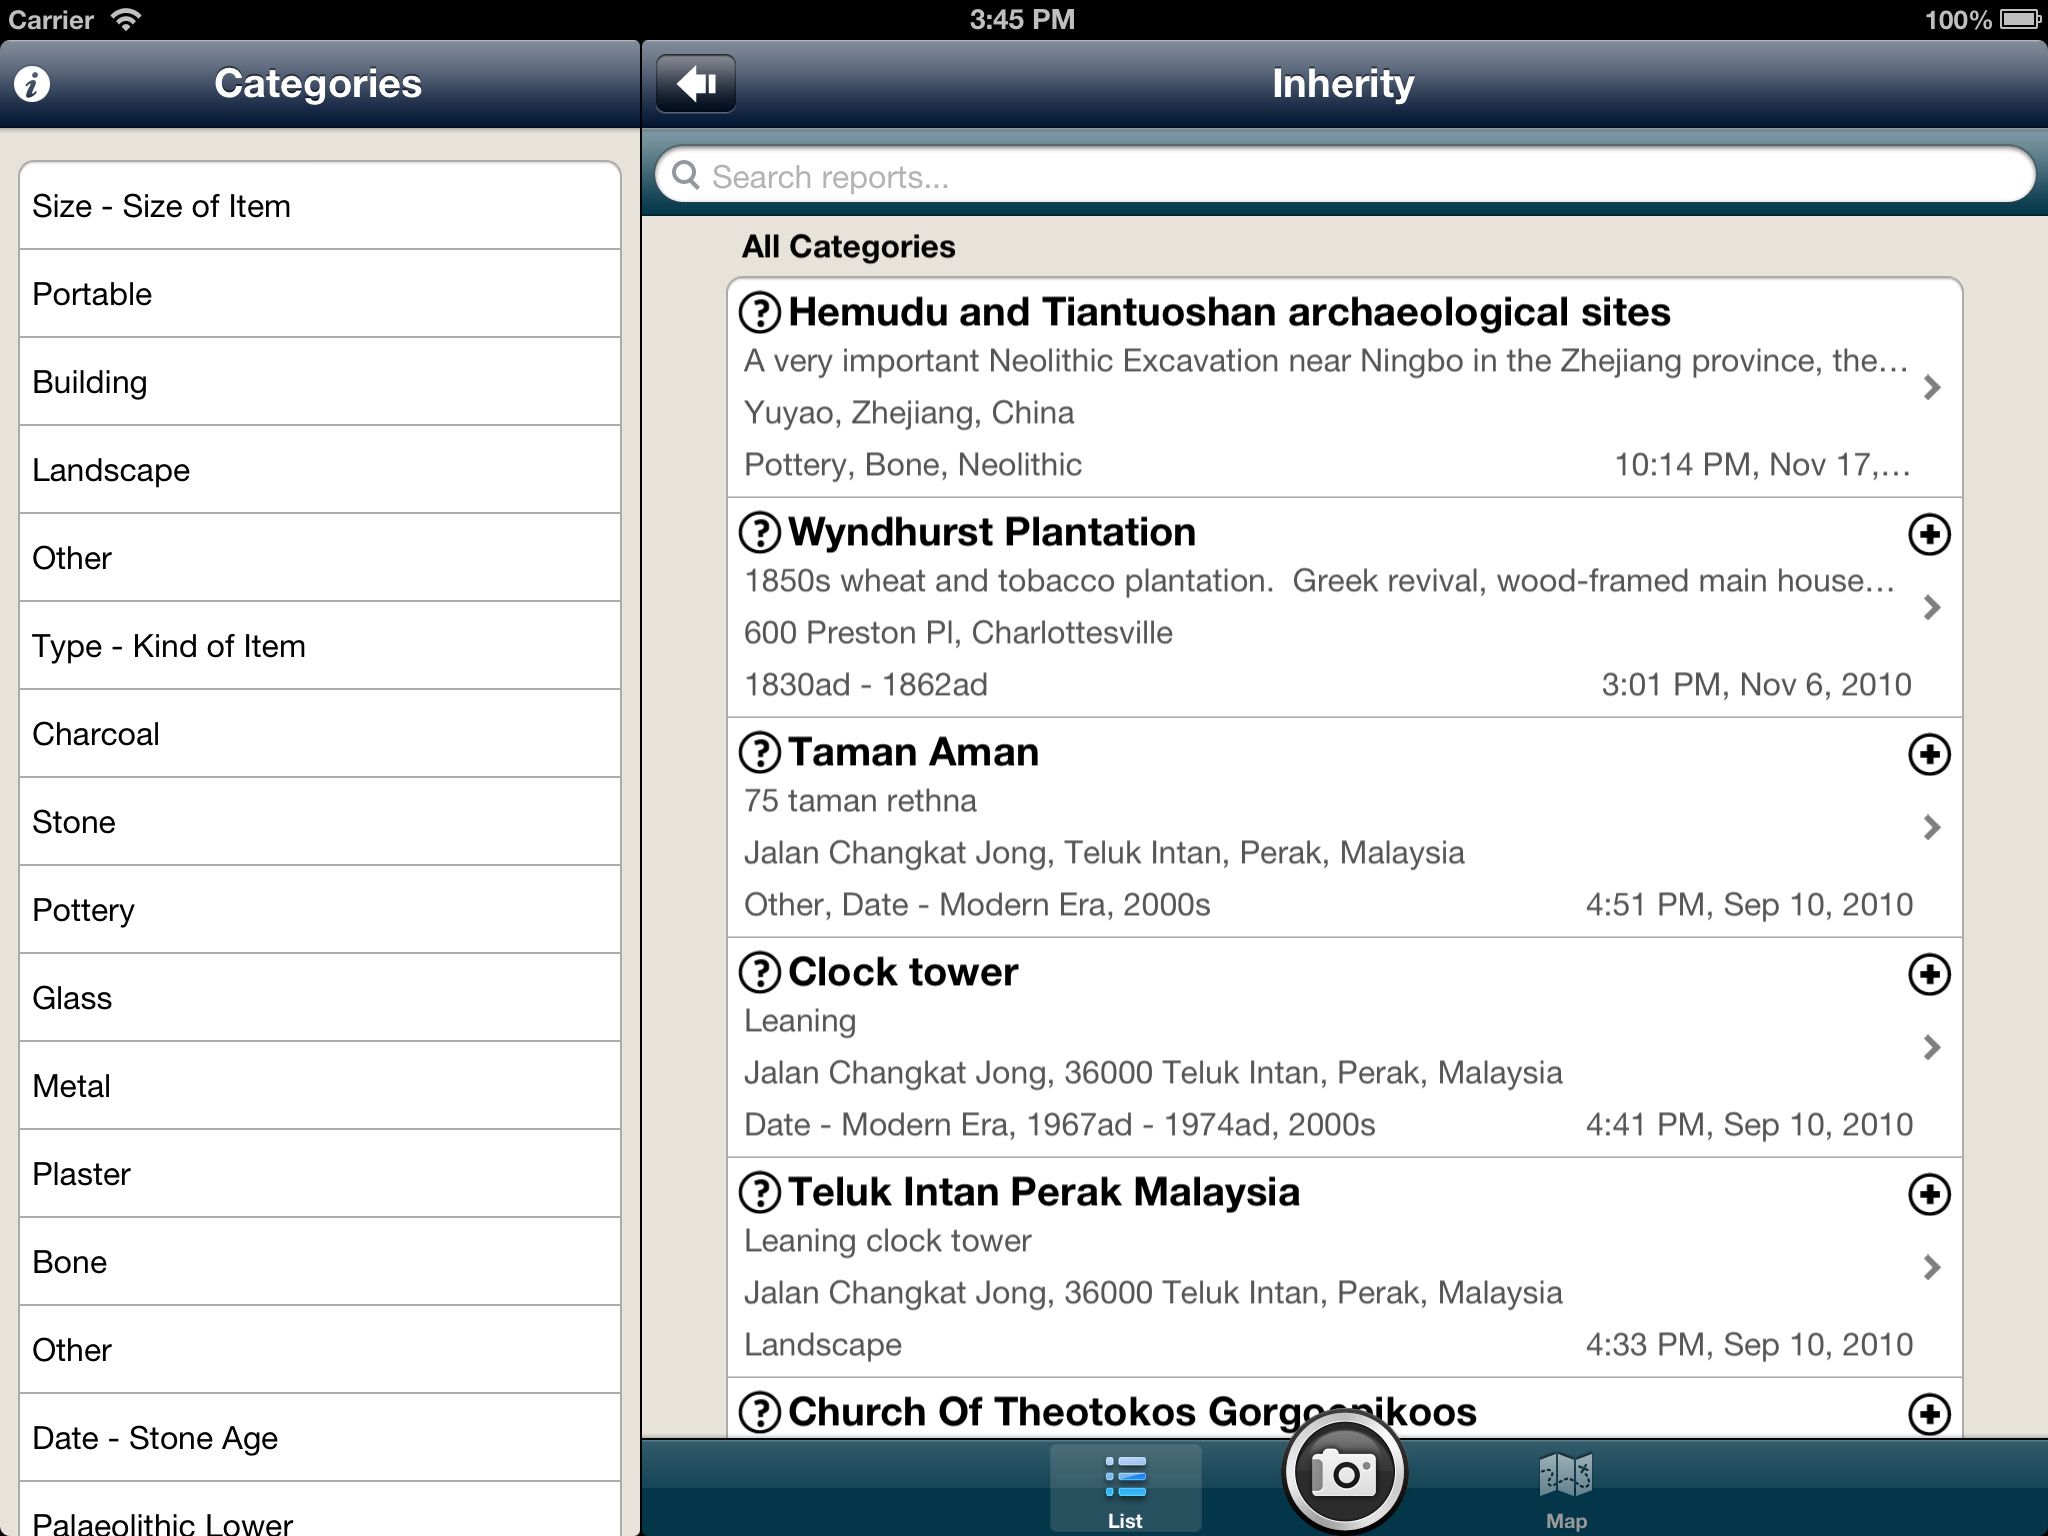 Carrier 3:45 PM 100%
Categories
Size - Size of Item
Portable
Building
Landscape
Other
Type - Kind of Item
Charcoal
Stone
Pottery
Glass
Metal
Plaster
Bone
Other
Date - Stone Age
Palaeolithic Lower
Inherity
Search reports...
All Categories
Hemudu and Tiantuoshan archaeological sites
A very important Neolithic Excavation near Ningbo in the Zhejiang province, the...
Yuyao, Zhejiang, China
Pottery, Bone, Neolithic 10:14 PM, Nov 17,...
Wyndhurst Plantation
1850s wheat and tobacco plantation.  Greek revival, wood-framed main house...
600 Preston Pl, Charlottesville
1830ad - 1862ad 3:01 PM, Nov 6, 2010
Taman Aman
75 taman rethna
Jalan Changkat Jong, Teluk Intan, Perak, Malaysia
Other, Date - Modern Era, 2000s 4:51 PM, Sep 10, 2010
Clock tower
Leaning
Jalan Changkat Jong, 36000 Teluk Intan, Perak, Malaysia
Date - Modern Era, 1967ad - 1974ad, 2000s 4:41 PM, Sep 10, 2010
Teluk Intan Perak Malaysia
Leaning clock tower
Jalan Changkat Jong, 36000 Teluk Intan, Perak, Malaysia
Landscape 4:33 PM, Sep 10, 2010
Church Of Theotokos
List
Map